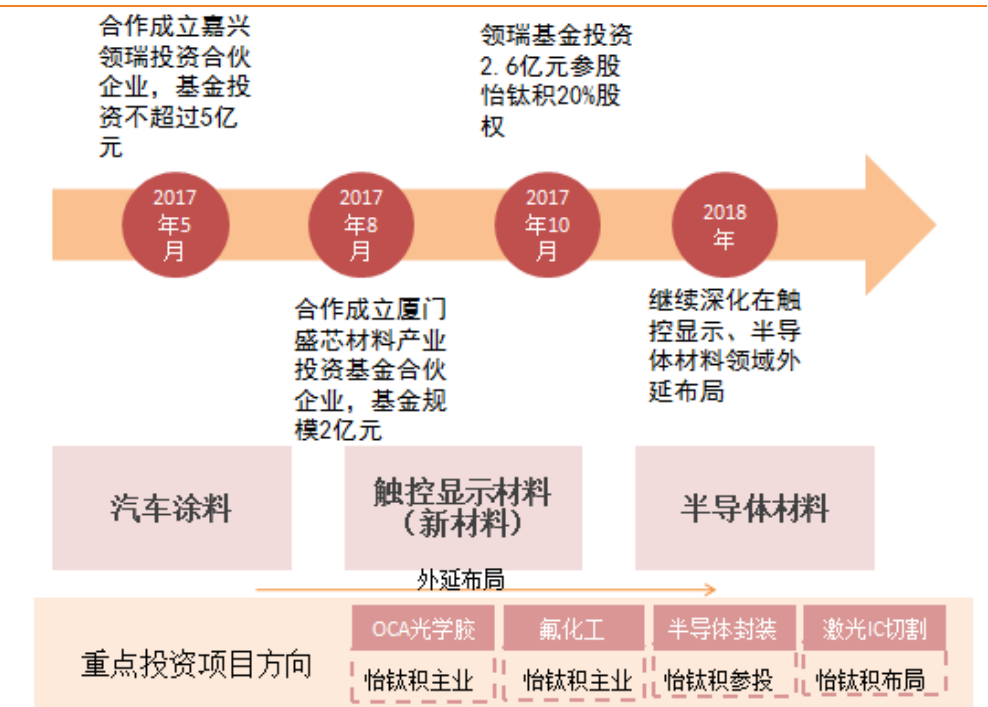 合作成立嘉兴
领瑞投资合伙
企业，基金投
资不超过5亿
元
领瑞基金投资
2.6亿元参股
怡钛积20%股
权
2017
年5
月
2017
年8
月
2017
年10
月
2018
年
合作成立厦门
盛芯材料产业
投资基金合伙
企业，基金规
模2亿元
继续深化在触
控显示、半导
体材料领域外
延布局
汽车涂料
触控显示材料
（新材料）
半导体材料
外延布局
重点投资项目方向
OCA光学胶
氟化工
半导体封装
激光IC切割
怡钛积主业
怡钛积主业
怡钛积参投
怡钛积布局